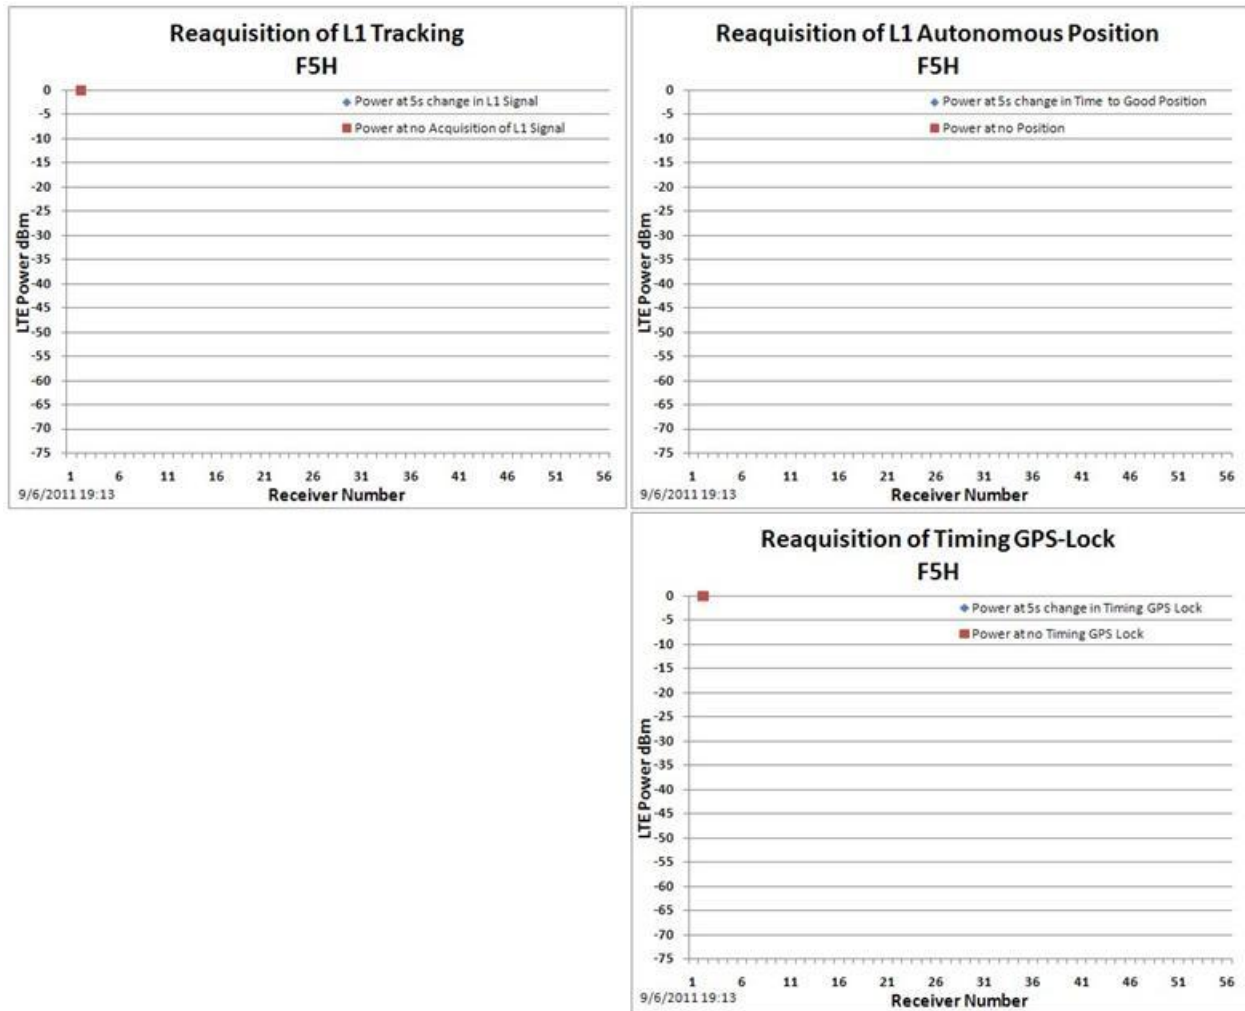 Reaquisition of L1 Tracking
F5H
Power at 5s change in L1 Signal
Power at no Acquisition of L1 Signal
0
-5
-10
-15
-20
-25
-30
-35
-40
-45
-50
-55
-60
-65
-70
-75
LTE Power dBm
1 6 11 16 21 26 31 36 41 46 51 56
9/6/2011 19:13
Receiver Number
Reaquisition of L1 Autonomous Position
F5H
Power at 5s change in Time to Good Position
Power at no Position
0
-5
-10
-15
-20
-25
-30
-35
-40
-45
-50
-55
-60
-65
-70
-75
LTE Power dBm
1 6 11 16 21 26 31 36 41 46 51 56
9/6/2011 19:13
Receiver Number
Reaquisition of Timing GPS-Lock
F5H
Power at 5s change in Timing GPS Lock
Power at no Timing GPS Lock
0
-5
-10
-15
-20
-25
-30
-35
-40
-45
-50
-55
-60
-65
-70
-75
LTE Power dBm
1 6 11 16 21 26 31 36 41 46 51 56
9/6/2011 19:13
Receiver Number